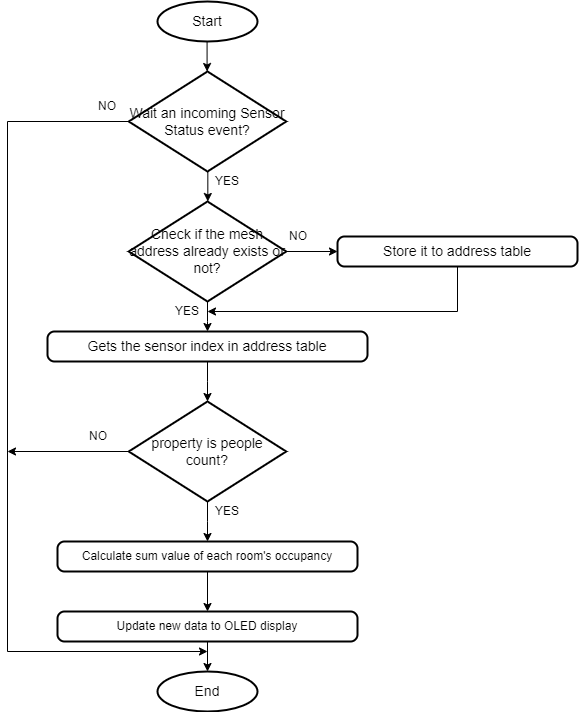 Start
NO
Wait an incoming Sensor
Status event?
YES
Check if the mesh
address already exists or
not?
NO
Store it to address table
YES
Gets the sensor index in address table
NO
property is people
count?
YES
Calculate sum value of each room's occupancy
Update new data to OLED display
End